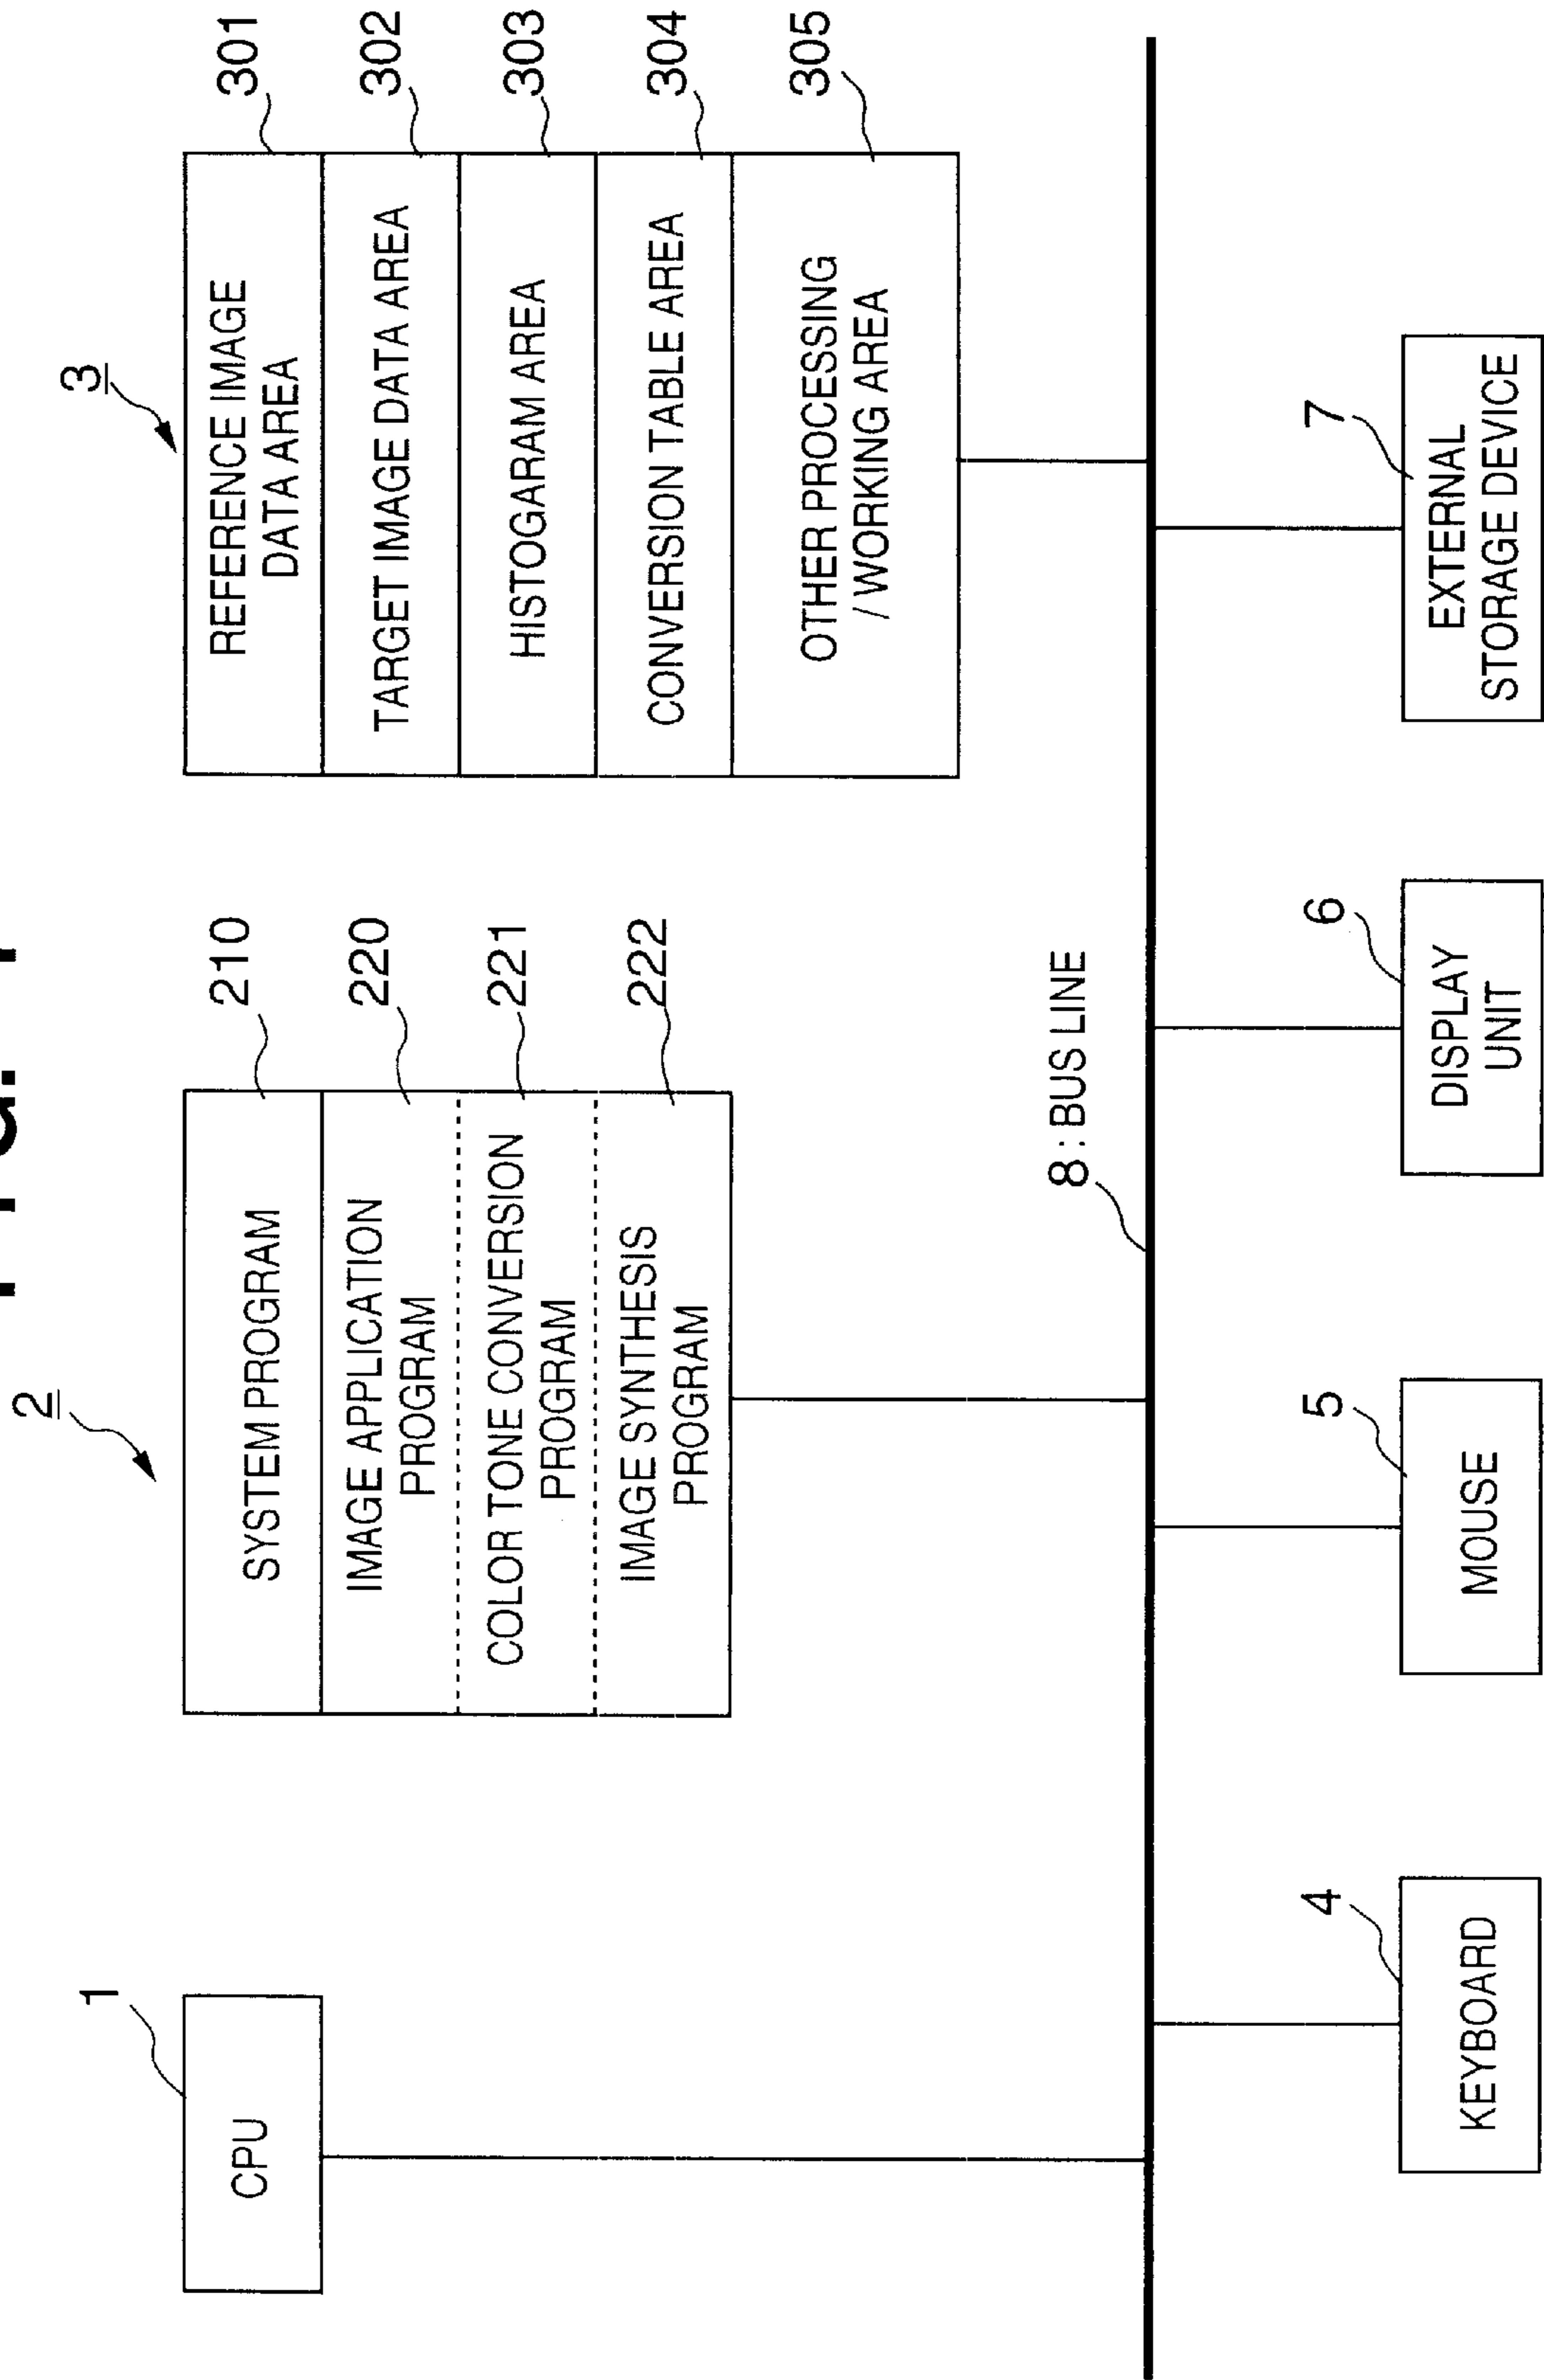 1
CPU
2
SYSTEM PROGRAM
210
IMAGE APPLICATION
PROGRAM
220
COLOR TONE CONVERSION
PROGRAM
221
IMAGE SYNTHESIS
PROGRAM
222
3
REFERENCE IMAGE
DATA AREA
301
TARGET IMAGE DATA AREA
302
HISTOGARAM AREA
303
CONVERSION TABLE AREA
304
OTHER PROCESSING
/ WORKING AREA
305
8 : BUS LINE
4
KEYBOARD
5
MOUSE
6
DISPLAY
UNIT
7
EXTERNAL
STORAGE DEVICE